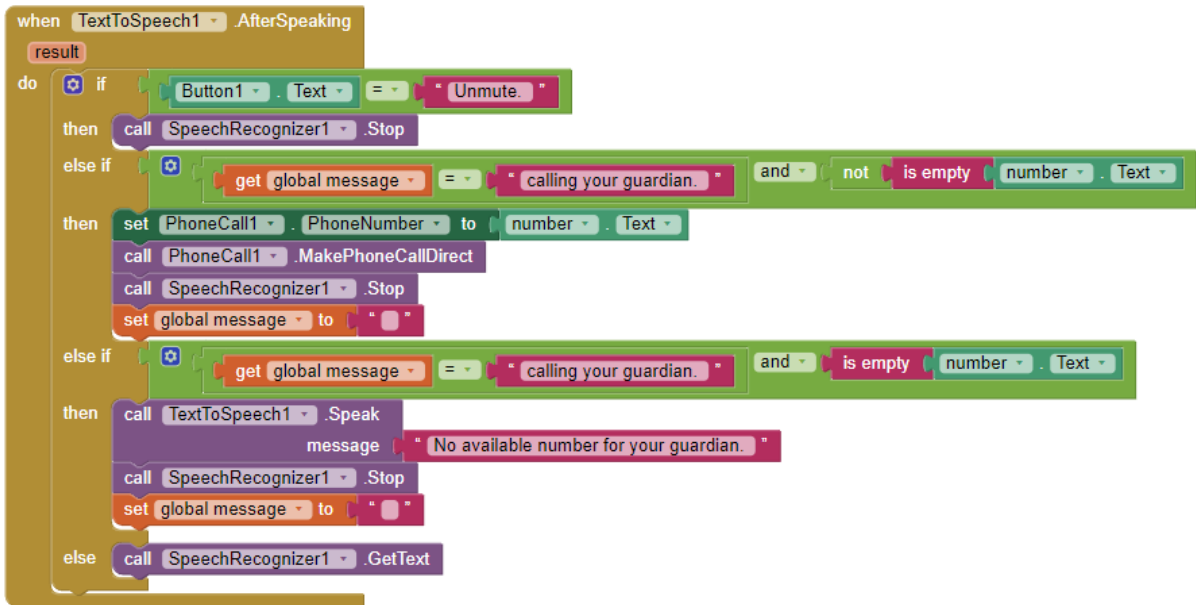 when TextToSpeech1 .AfterSpeaking
result
do if Button1 . Text = " Unmute. "
then call SpeechRecognizer1 .Stop
else if get global message = " calling your guardian. " and not is empty number . Text
then set PhoneCall1 . PhoneNumber to number . Text
call PhoneCall1 .MakePhoneCallDirect
call SpeechRecognizer1 .Stop
set global message to " "
else if get global message = " calling your guardian. " and is empty number . Text
then call TextToSpeech1 .Speak
message " No available number for your guardian. "
call SpeechRecognizer1 .Stop
set global message to " "
else call SpeechRecognizer1 .GetText